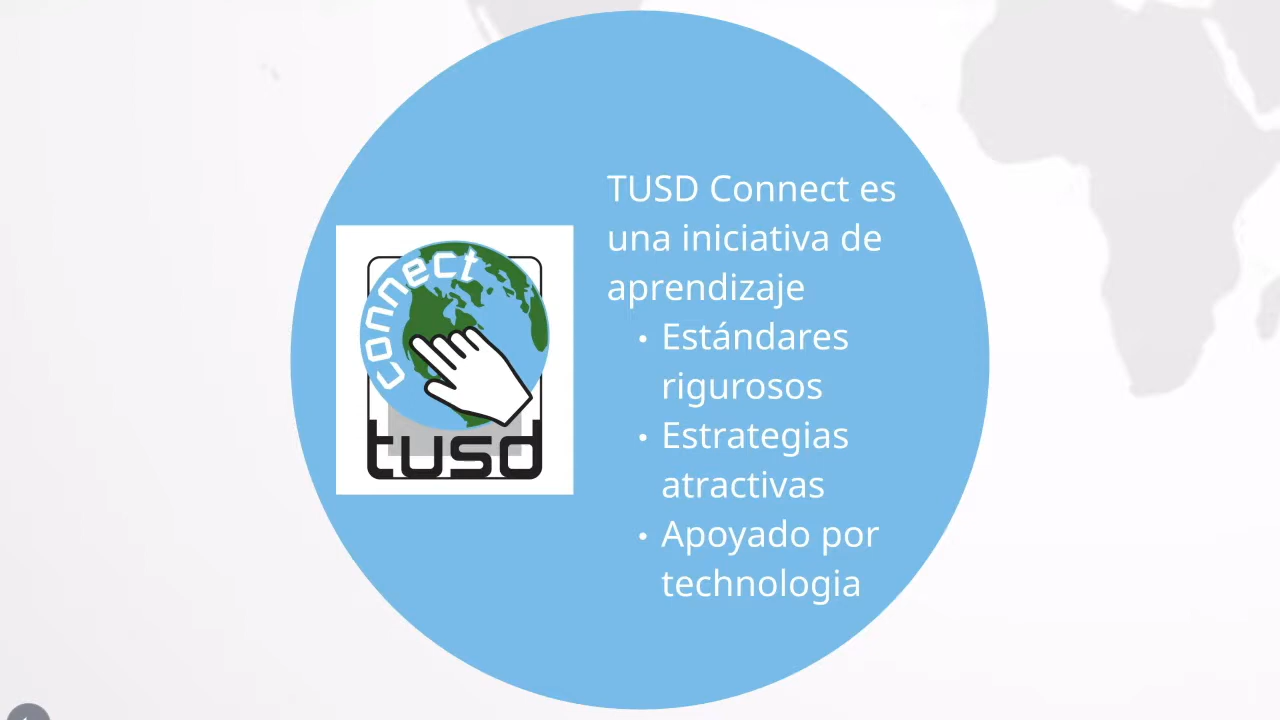 connect
tusd
TUSD Connect es
una iniciativa de
aprendizaje
• Estándares
rigurosos
• Estrategias
atractivas
• Apoyado por
technologia